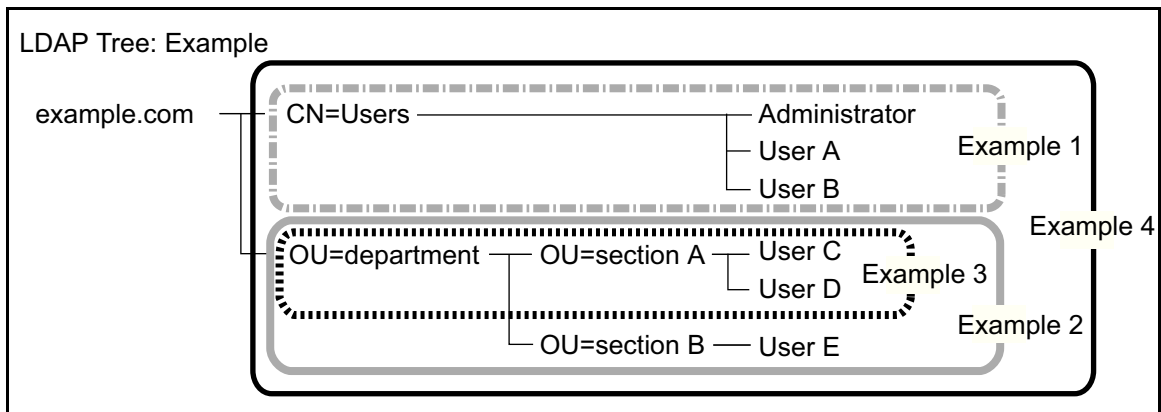 LDAP Tree: Example
example.com
CN=Users
Administrator
User A
User B
Example 1
Example 4
OU=department
OU=section A
User C
User D
Example 3
OU=section B
User E
Example 2